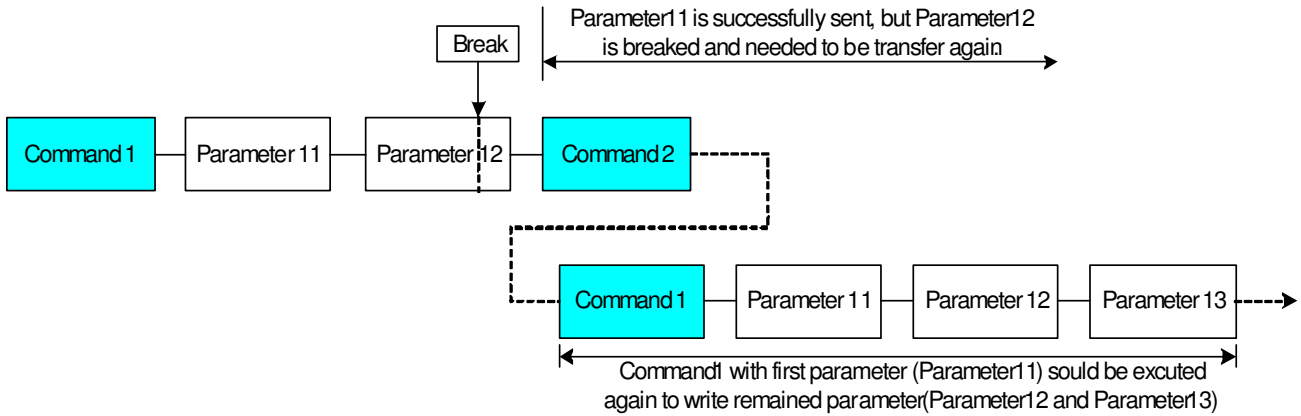 Parameter11 is successfully sent, but Parameter12
is breaked and needed to be transfer again.
Break
Command 1
Parameter 11
Parameter 12
Command 2
Command 1
Parameter 11
Parameter 12
Parameter 13
Command1 with first parameter (Parameter11) sould be excuted
again to write remained parameter(Parameter12 and Parameter13)